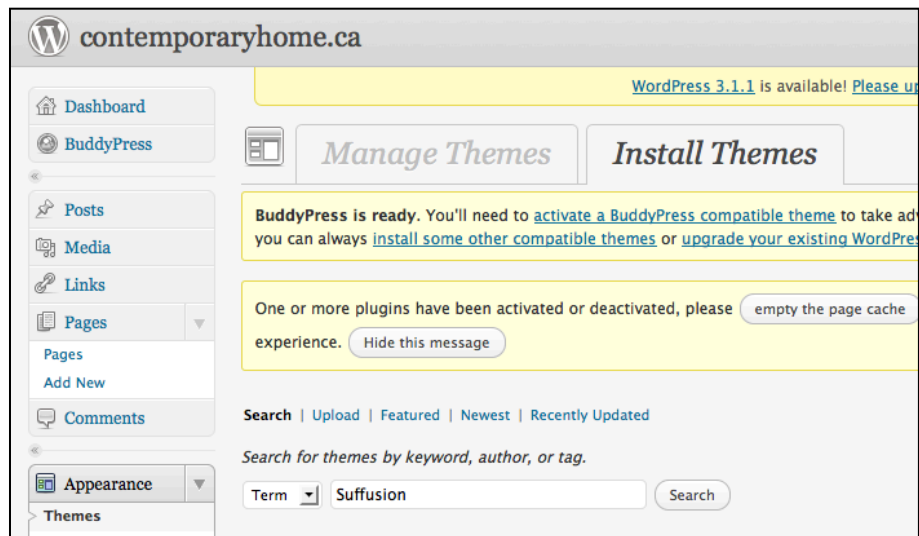 contemporaryhome.ca
WordPress 3.1.1 is available! Please up
Dashboard
BuddyPress
Posts
Media
Links
Pages
Pages
Add New
Comments
Appearance
Themes
Manage Themes
Install Themes
BuddyPress is ready. You'll need to activate a BuddyPress compatible theme to take ad
you can always install some other compatible themes or upgrade your existing WordPres
One or more plugins have been activated or deactivated, please empty the page cache
experience. Hide this message
Search | Upload | Featured | Newest | Recently Updated
Search for themes by keyword, author, or tag.
Term Suffusion Search